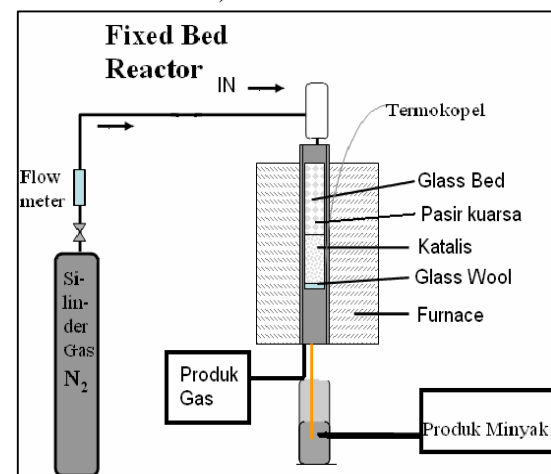 Fixed Bed
Reactor
IN
Termokopel
Flow
meter
Glass Bed
Pasir kuarsa
Katalis
Glass Wool
Furnace
Si-
lin-
der
Gas
N₂
Produk
Gas
Produk Minyak